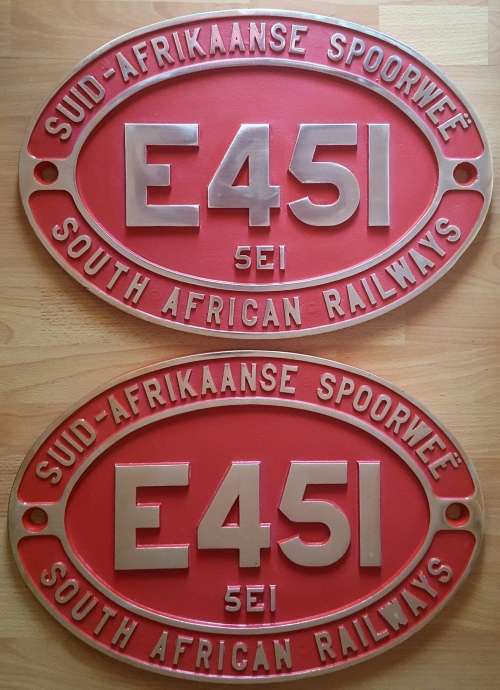 SUID-AFRIKAANSE SPOORWEË
E451
5E1
SOUTH AFRICAN RAILWAYS
SUID-AFRIKAANSE SPOORWEË
E451
5E1
SOUTH AFRICAN RAILWAYS